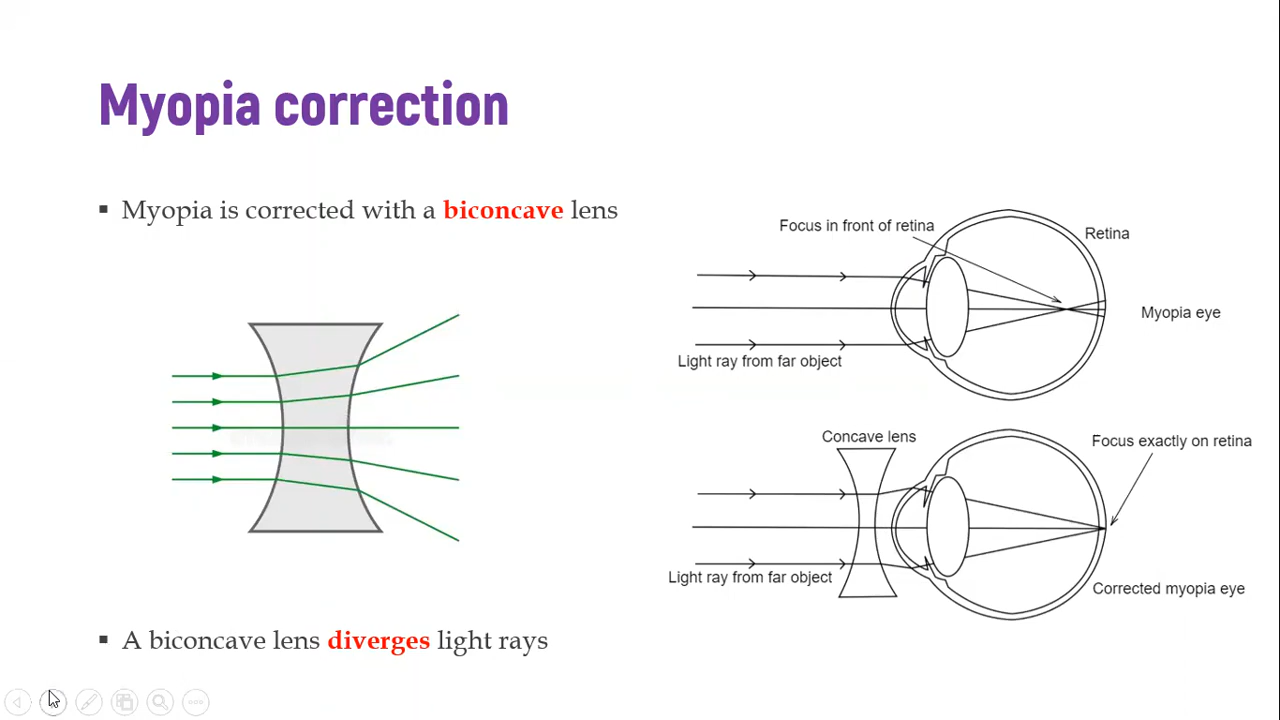 Myopia correction
▪ Myopia is corrected with a biconcave lens
Focus in front of retina
Retina
Myopia eye
Light ray from far object
Concave lens
Focus exactly on retina
Light ray from far object
Corrected myopia eye
▪ A biconcave lens diverges light rays